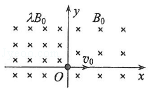 λB₀ y B₀
O v₀ x